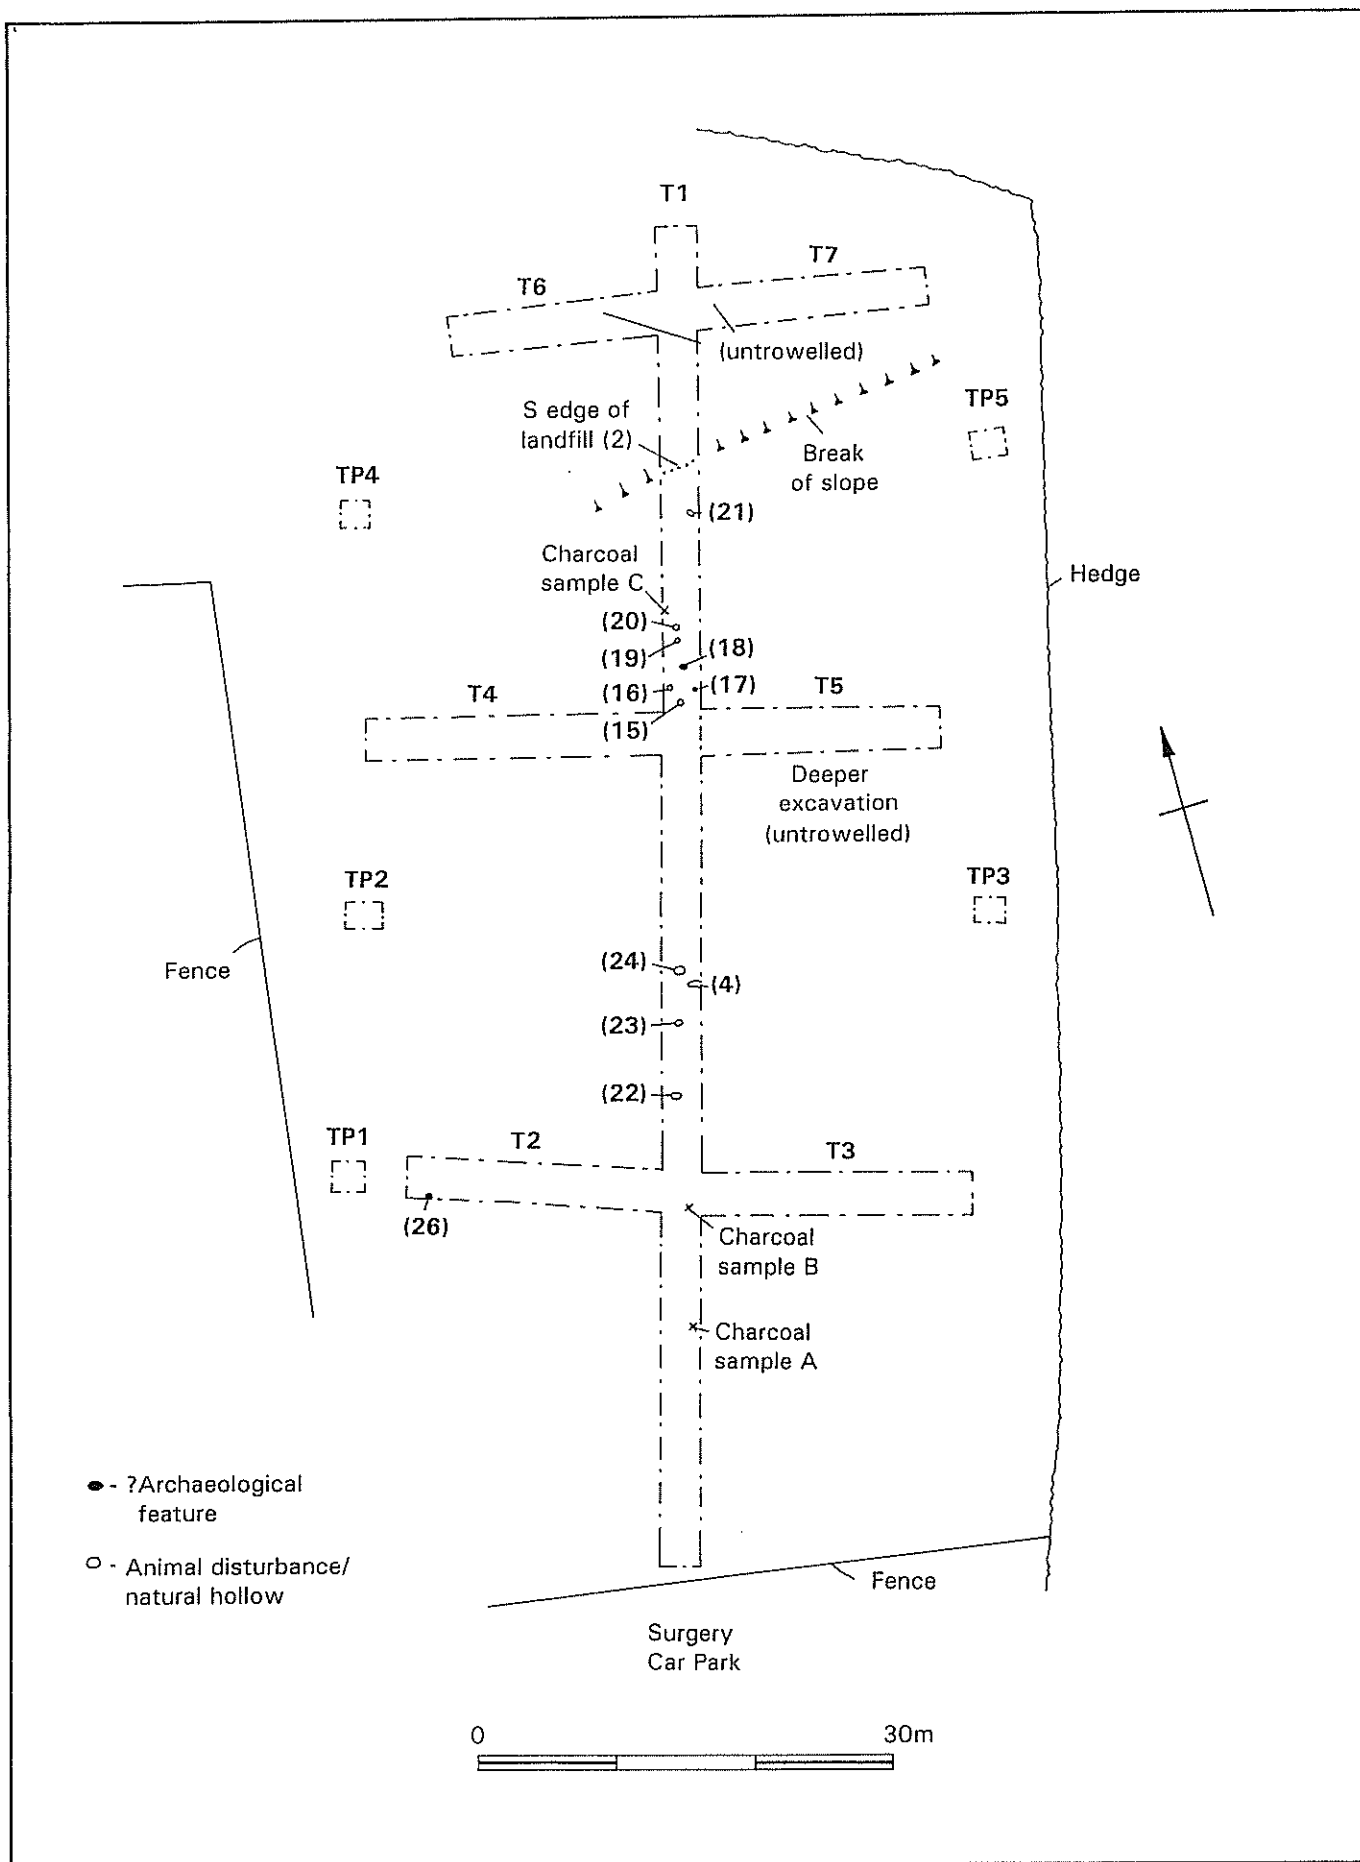 T1
T7
T6
(untrowelled)
S edge of
landfill (2)
TP5
Break
of slope
TP4
(21)
Charcoal
sample C
Hedge
(20)
(19)
(18)
(16)
(17)
T4
T5
(15)
Deeper
excavation
(untrowelled)
TP2
TP3
Fence
(24)
(4)
(23)
(22)
TP1
T2
T3
(26)
Charcoal
sample B
Charcoal
sample A
- ?Archaeological
feature
- Animal disturbance/
natural hollow
Fence
Surgery
Car Park
0
30m